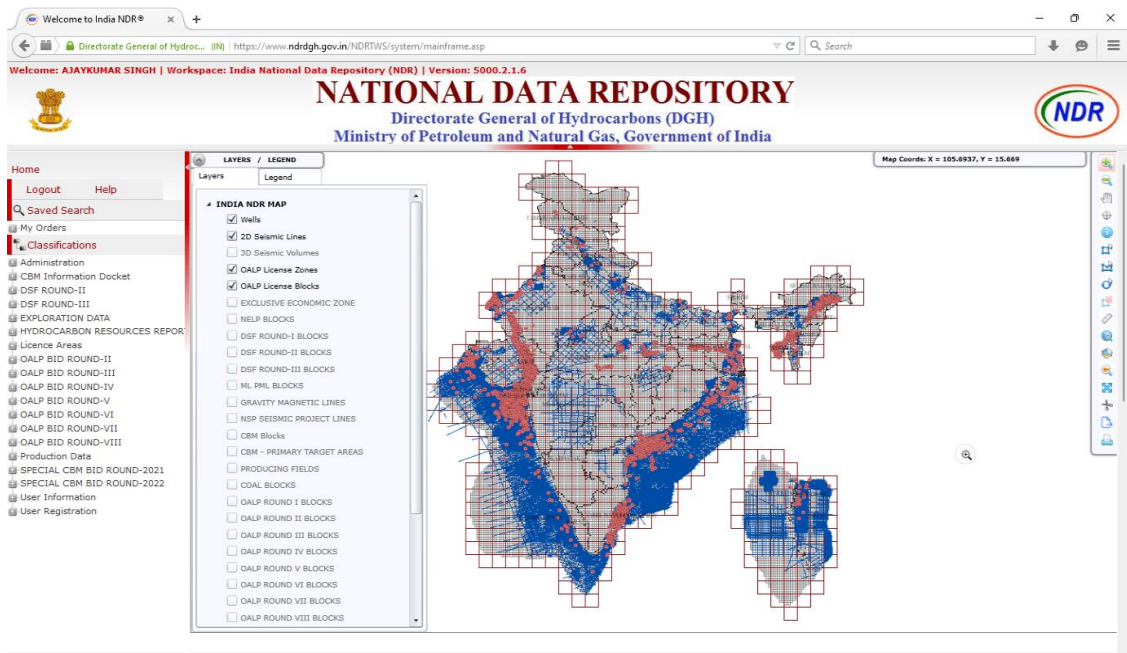 Welcome to India NDR®
Directorate General of Hydroc... (IN)
https://www.ndrdgh.gov.in/NDRTWS/system/mainframe.asp
Search
Welcome: AJAYKUMAR SINGH | Workspace: India National Data Repository (NDR) | Version: 5000.2.1.6
NATIONAL DATA REPOSITORY
Directorate General of Hydrocarbons (DGH)
Ministry of Petroleum and Natural Gas, Government of India
NDR
Home
Logout Help
Saved Search
My Orders
Classifications
Administration
CBM Information Docket
DSF ROUND-II
DSF ROUND-III
EXPLORATION DATA
HYDROCARBON RESOURCES REPOR
Licence Areas
OALP BID ROUND-II
OALP BID ROUND-III
OALP BID ROUND-IV
OALP BID ROUND-V
OALP BID ROUND-VI
OALP BID ROUND-VII
OALP BID ROUND-VIII
Production Data
SPECIAL CBM BID ROUND-2021
SPECIAL CBM BID ROUND-2022
User Information
User Registration
LAYERS / LEGEND
Layers Legend
INDIA NDR MAP
Wells
2D Seismic Lines
3D Seismic Volumes
OALP License Zones
OALP License Blocks
EXCLUSIVE ECONOMIC ZONE
NELP BLOCKS
DSF ROUND-I BLOCKS
DSF ROUND-II BLOCKS
DSF ROUND-III BLOCKS
ML PML BLOCKS
GRAVITY MAGNETIC LINES
NSP SEISMIC PROJECT LINES
CBM Blocks
CBM - PRIMARY TARGET AREAS
PRODUCING FIELDS
COAL BLOCKS
OALP ROUND I BLOCKS
OALP ROUND II BLOCKS
OALP ROUND III BLOCKS
OALP ROUND IV BLOCKS
OALP ROUND V BLOCKS
OALP ROUND VI BLOCKS
OALP ROUND VII BLOCKS
OALP ROUND VIII BLOCKS
Map Coords: X = 105.6937, Y = 15.669